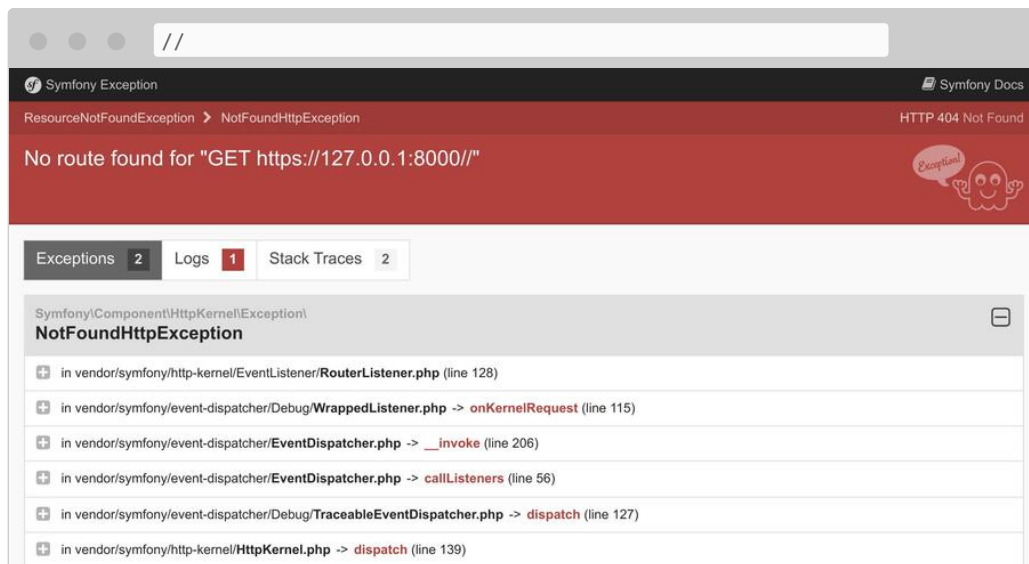 //
sf Symfony Exception Symfony Docs
ResourceNotFoundException > NotFoundHttpException HTTP 404 Not Found
No route found for "GET https://127.0.0.1:8000//"
Exception!
Exceptions 2 Logs 1 Stack Traces 2
Symfony\Component\HttpKernel\Exception\
NotFoundHttpException
in vendor/symfony/http-kernel/EventListener/RouterListener.php (line 128)
in vendor/symfony/event-dispatcher/Debug/WrappedListener.php -> onKernelRequest (line 115)
in vendor/symfony/event-dispatcher/EventDispatcher.php -> __invoke (line 206)
in vendor/symfony/event-dispatcher/EventDispatcher.php -> callListeners (line 56)
in vendor/symfony/event-dispatcher/Debug/TraceableEventDispatcher.php -> dispatch (line 127)
in vendor/symfony/http-kernel/HttpKernel.php -> dispatch (line 139)